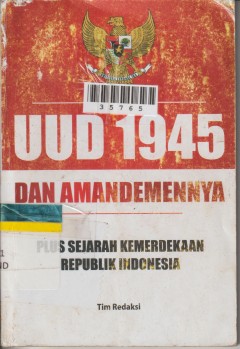 35765
UUD 1945
DAN AMANDEMENNYA
PLUS SEJARAH KEMERDEKAAN
REPUBLIK INDONESIA
Tim Redaksi